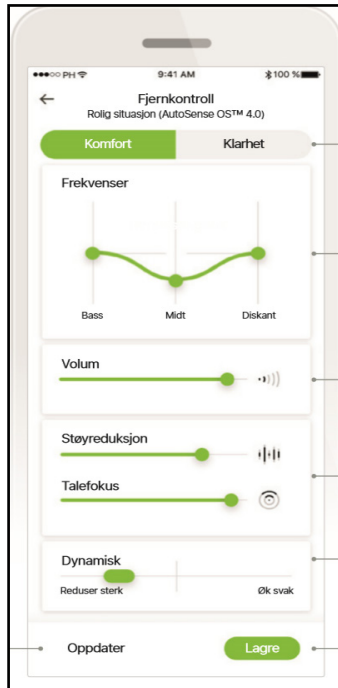 PH 9:41 AM 100 %
Fjernkontroll
Rolig situasjon (AutoSense OS™ 4.0)
Komfort Klarhet
Frekvenser
Bass Midt Diskant
Volum
Støyreduksjon
Talefokus
Dynamisk
Reduser sterk Øk svak
Oppdater Lagre